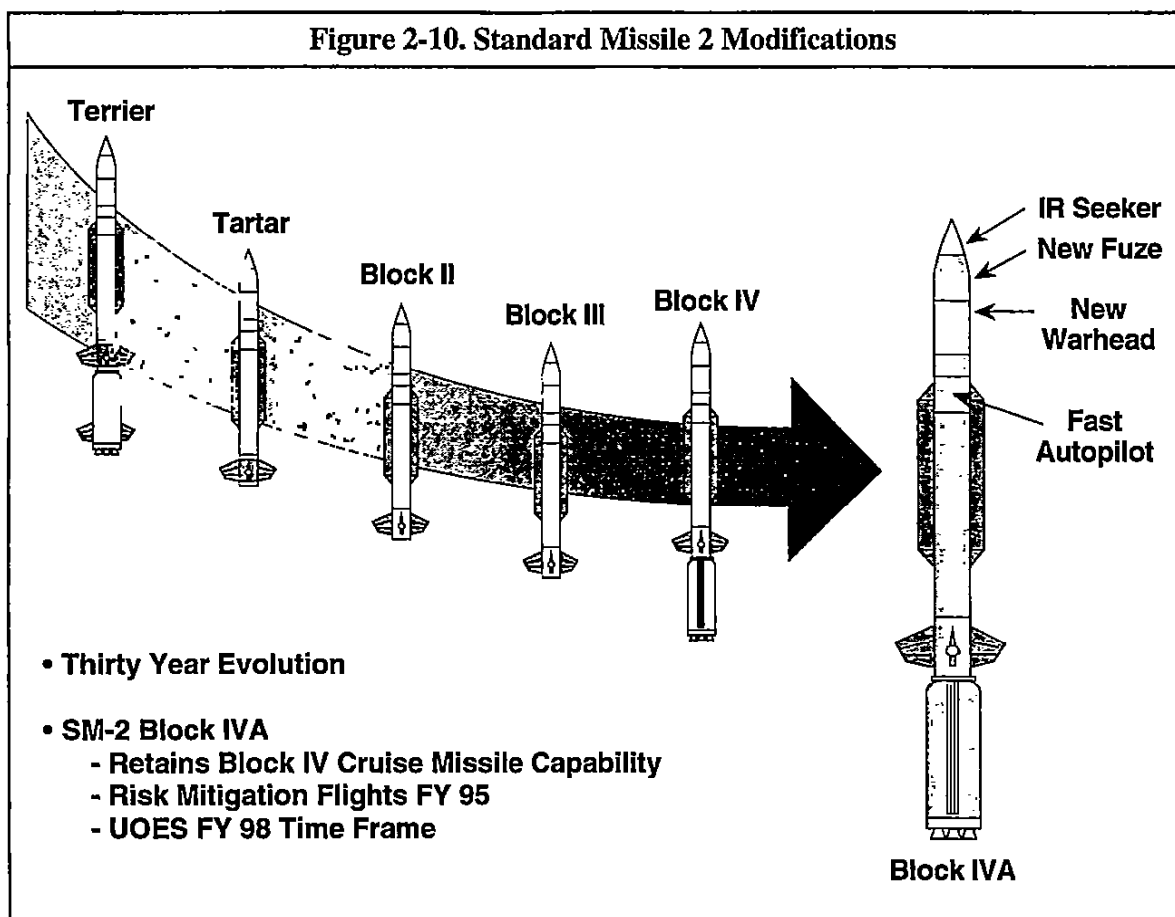 Figure 2-10. Standard Missile 2 Modifications
Terrier
Tartar
Block II
Block III
Block IV
IR Seeker
New Fuze
New
Warhead
Fast
Autopilot
• Thirty Year Evolution
• SM-2 Block IVA
- Retains Block IV Cruise Missile Capability
- Risk Mitigation Flights FY 95
- UOES FY 98 Time Frame
Block IVA